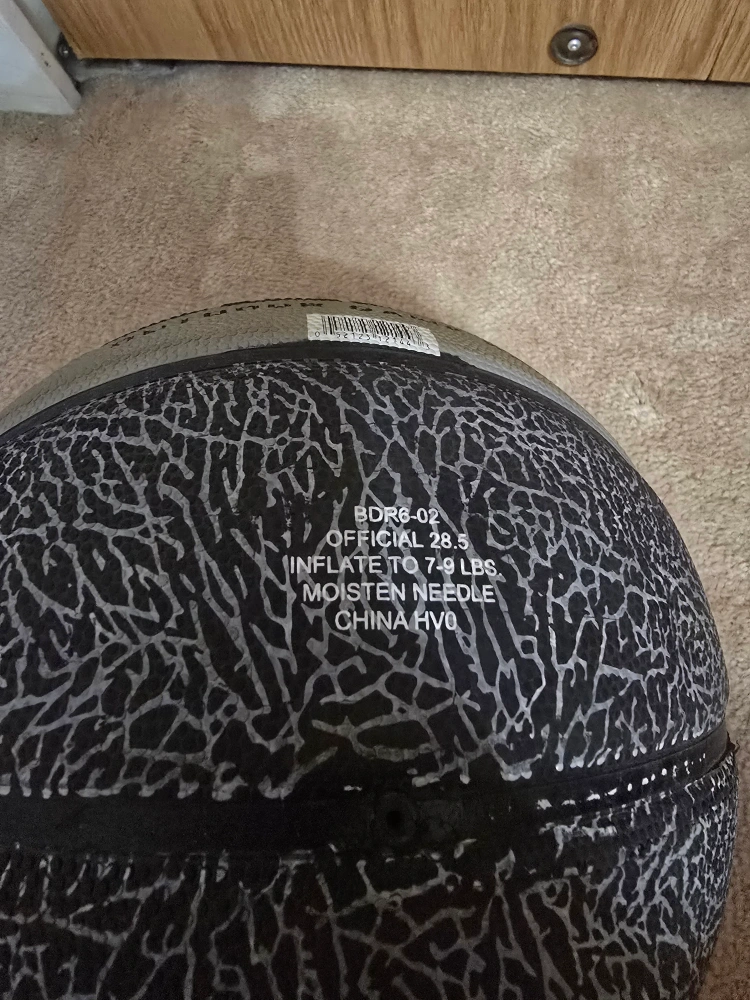 BDR6-02
OFFICIAL 28.5
INFLATE TO 7-9 LBS.
MOISTEN NEEDLE
CHINA HV0